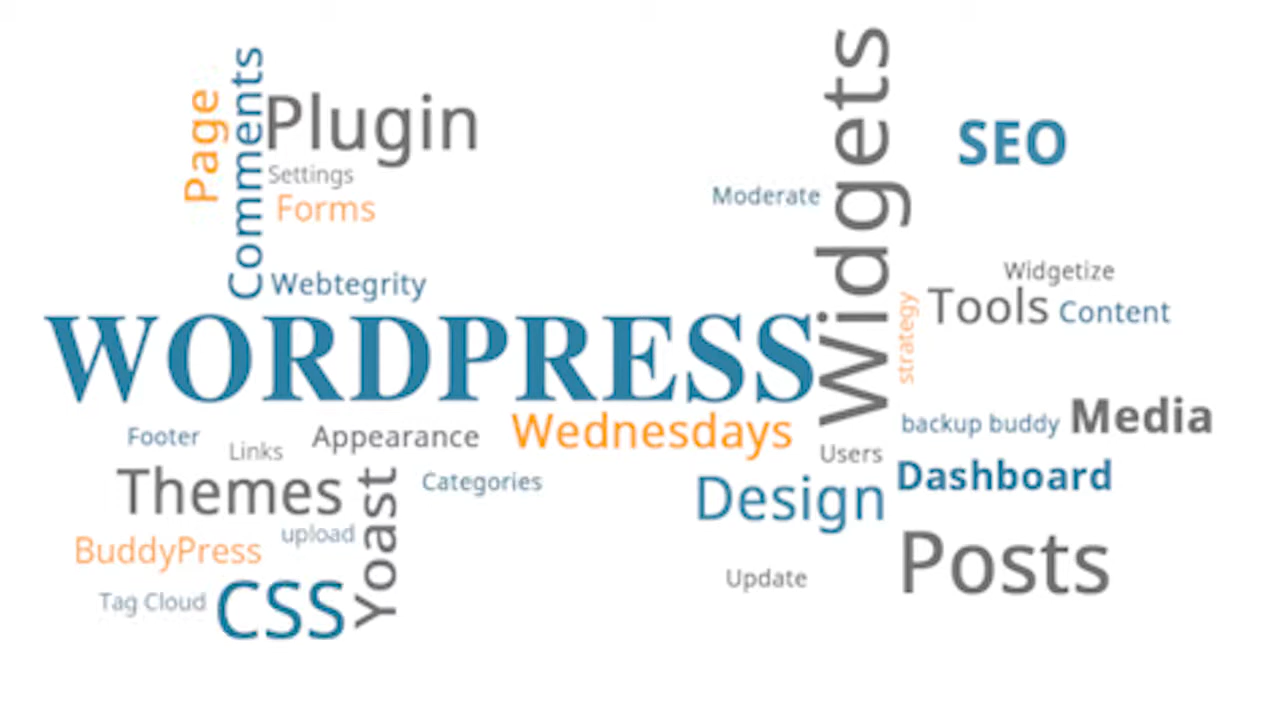 Page
Comments
Plugin
Settings
Forms
Webtegrity
WORDPRESS
Wednesdays
Widgets
Moderate
SEO
Widgetize
Tools
Content
strategy
backup buddy
Media
Users
Dashboard
Design
Posts
Update
Footer
Links
Appearance
Themes
Yoast
Categories
upload
BuddyPress
Tag Cloud
CSS